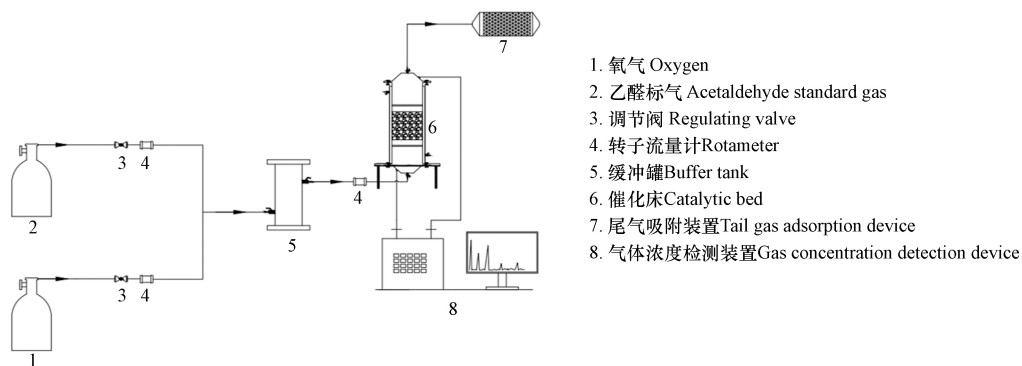 7
6
3 4
4
2
5
8
3 4
1
1. 氧气 Oxygen
2. 乙醛标气 Acetaldehyde standard gas
3. 调节阀 Regulating valve
4. 转子流量计Rotameter
5. 缓冲罐Buffer tank
6. 催化床Catalytic bed
7. 尾气吸附装置Tail gas adsorption device
8. 气体浓度检测装置Gas concentration detection device